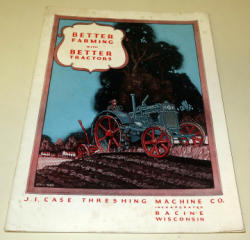 BETTER
FARMING
WITH
BETTER
TRACTORS
J.I. CASE THRESHING MACHINE CO.
INCORPORATED
RACINE
WISCONSIN